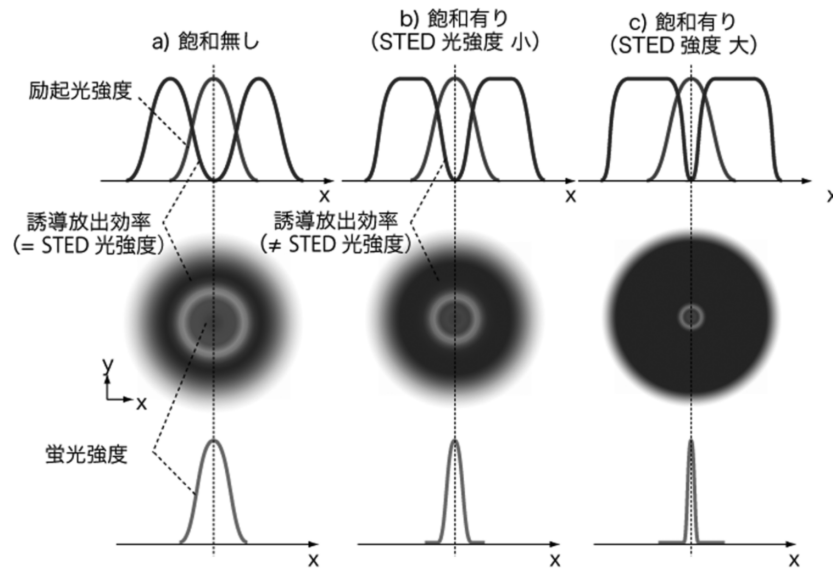 a) 飽和無し
b) 飽和有り
（STED 光強度 小）
c) 飽和有り
（STED 強度 大）
励起光強度
x
x
x
誘導放出効率
(= STED 光強度)
誘導放出効率
(≠ STED 光強度)
y
x
蛍光強度
x
x
x